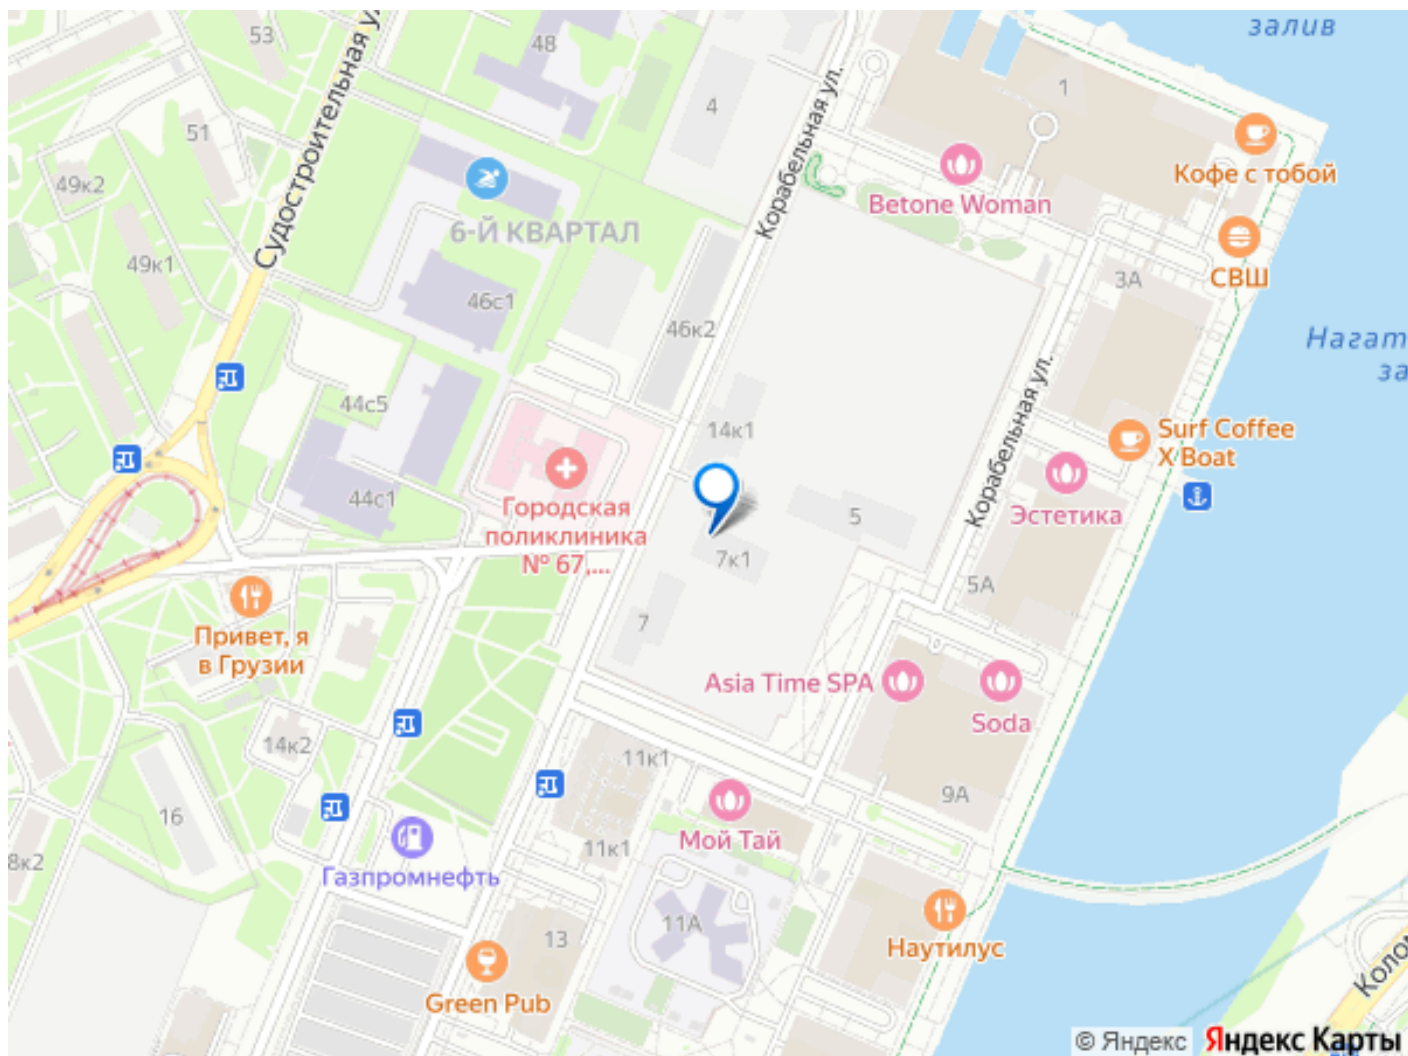 залив
53
48
Судостроительная у
4
Корабельная ул.
1
51
Кофе с тобой
49к2
Betone Woman
6-Й КВАРТАЛ
49к1
СВШ
3А
46с1
46к2
Нагат
за
44с5
Корабельная ул.
14к1
Surf Coffee
X Boat
44с1
Городская
поликлиника
№ 67,...
5
Эстетика
7к1
5А
7
Привет, я
в Грузии
Asia Time SPA
Soda
14к2
11к1
9А
16
Мой Тай
11к1
8к2
Газпромнефть
11А
13
Наутилус
Green Pub
Коло
© Яндекс
Яндекс Карты